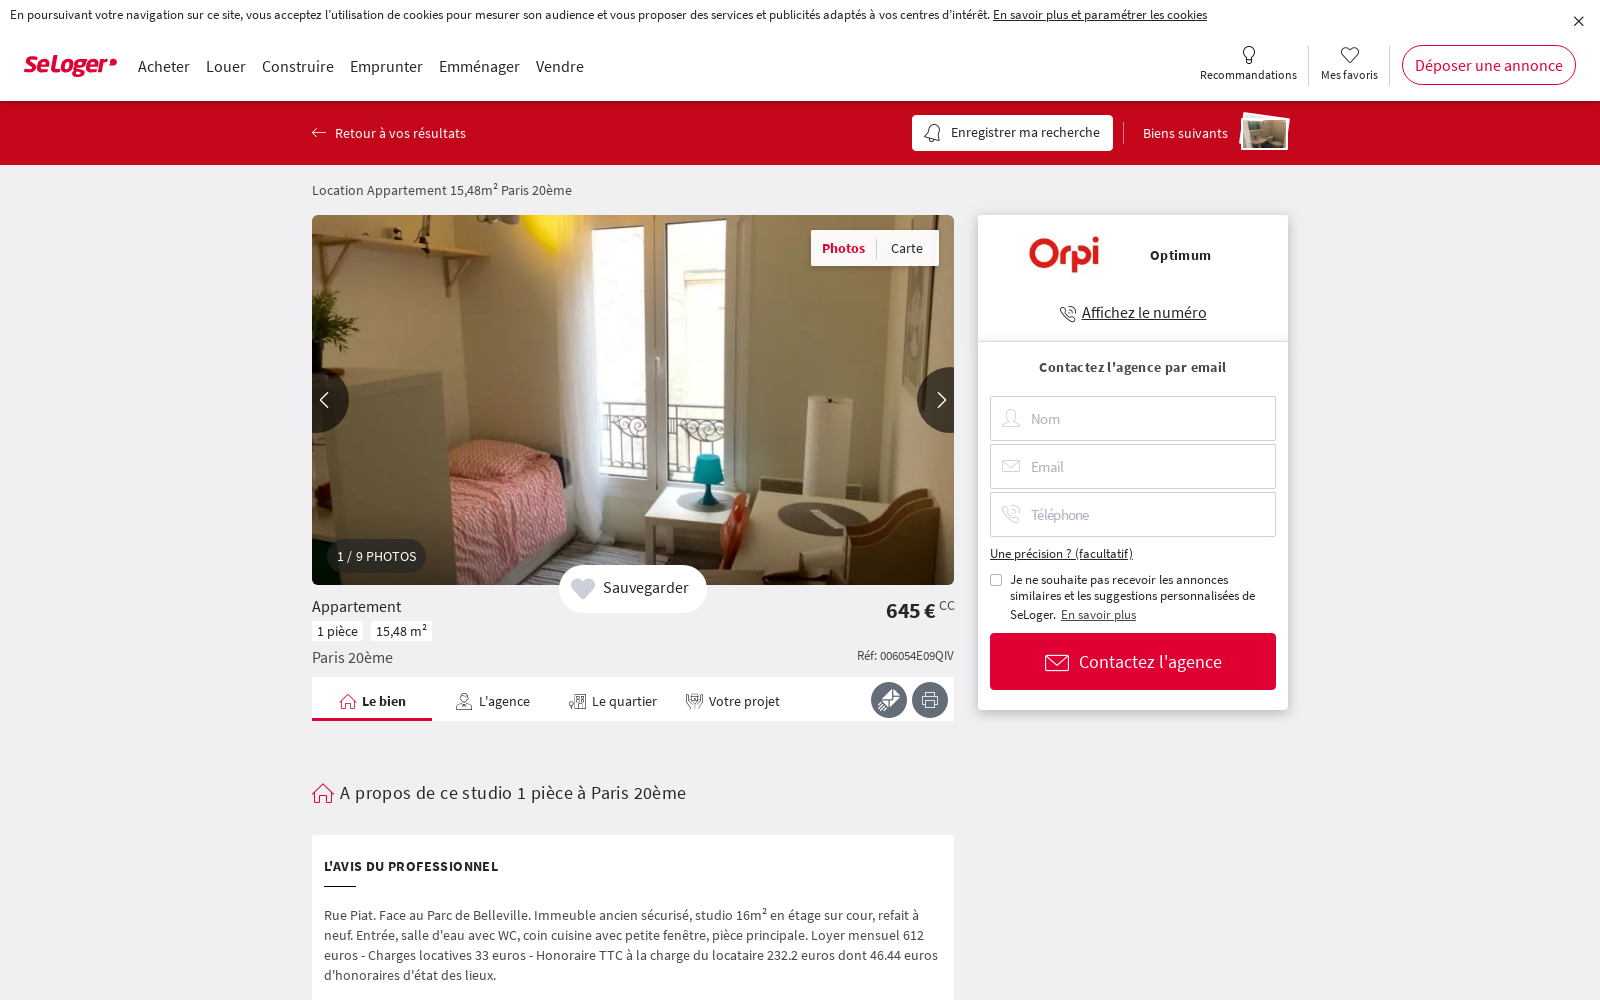 En poursuivant votre navigation sur ce site, vous acceptez l'utilisation de cookies pour mesurer son audience et vous proposer des services et publicités adaptés à vos centres d'intérêt. En savoir plus et paramétrer les cookies
SeLoger
Acheter
Louer
Construire
Emprunter
Emménager
Vendre
Recommandations
Mes favoris
Déposer une annonce
Retour à vos résultats
Enregistrer ma recherche
Biens suivants
Location Appartement 15,48m² Paris 20ème
Photos
Carte
1 / 9 PHOTOS
Sauvegarder
Appartement
645 € CC
1 pièce
15,48 m²
Paris 20ème
Réf: 006054E09QIV
Le bien
L'agence
Le quartier
Votre projet
Orpi
Optimum
Affichez le numéro
Contactez l'agence par email
Nom
Email
Téléphone
Une précision ? (facultatif)
Je ne souhaite pas recevoir les annonces
similaires et les suggestions personnalisées de
SeLoger. En savoir plus
Contactez l'agence
A propos de ce studio 1 pièce à Paris 20ème
L'AVIS DU PROFESSIONNEL
Rue Piat. Face au Parc de Belleville. Immeuble ancien sécurisé, studio 16m² en étage sur cour, refait à
neuf. Entrée, salle d'eau avec WC, coin cuisine avec petite fenêtre, pièce principale. Loyer mensuel 612
euros - Charges locatives 33 euros - Honoraire TTC à la charge du locataire 232.2 euros dont 46.44 euros
d'honoraires d'état des lieux.